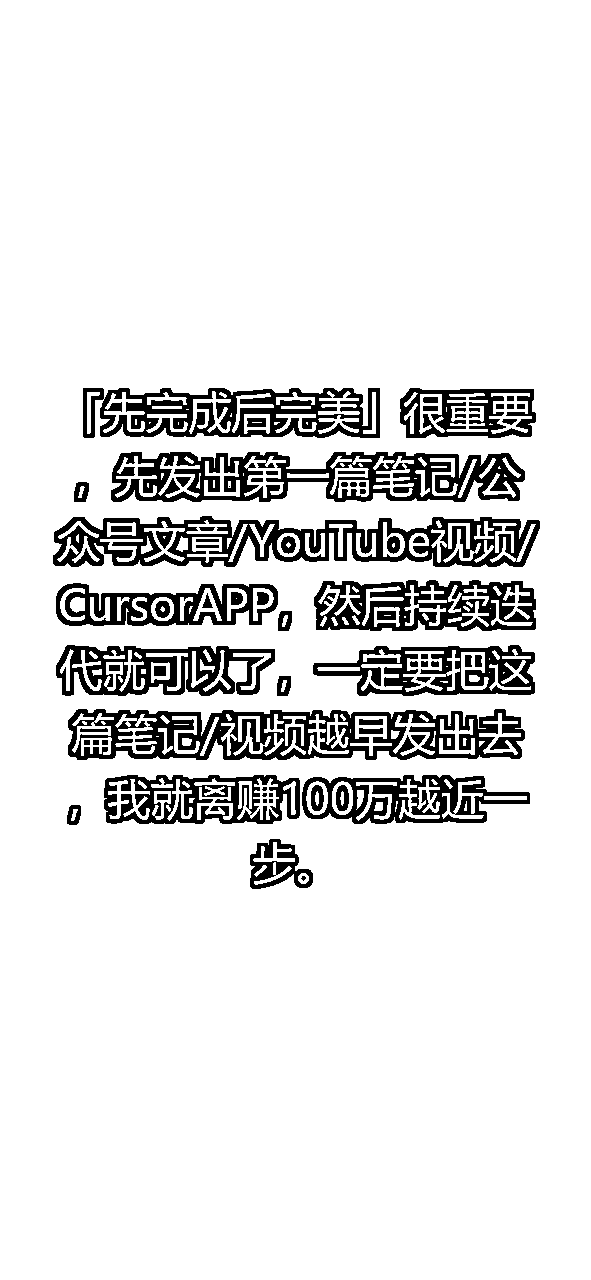 「先完成后完美」很重要
，先发出第一篇笔记/公
众号文章/YouTube视频/
CursorAPP，然后持续迭
代就可以了，一定要把这
篇笔记/视频越早发出去
，我就离赚100万越近一
步。